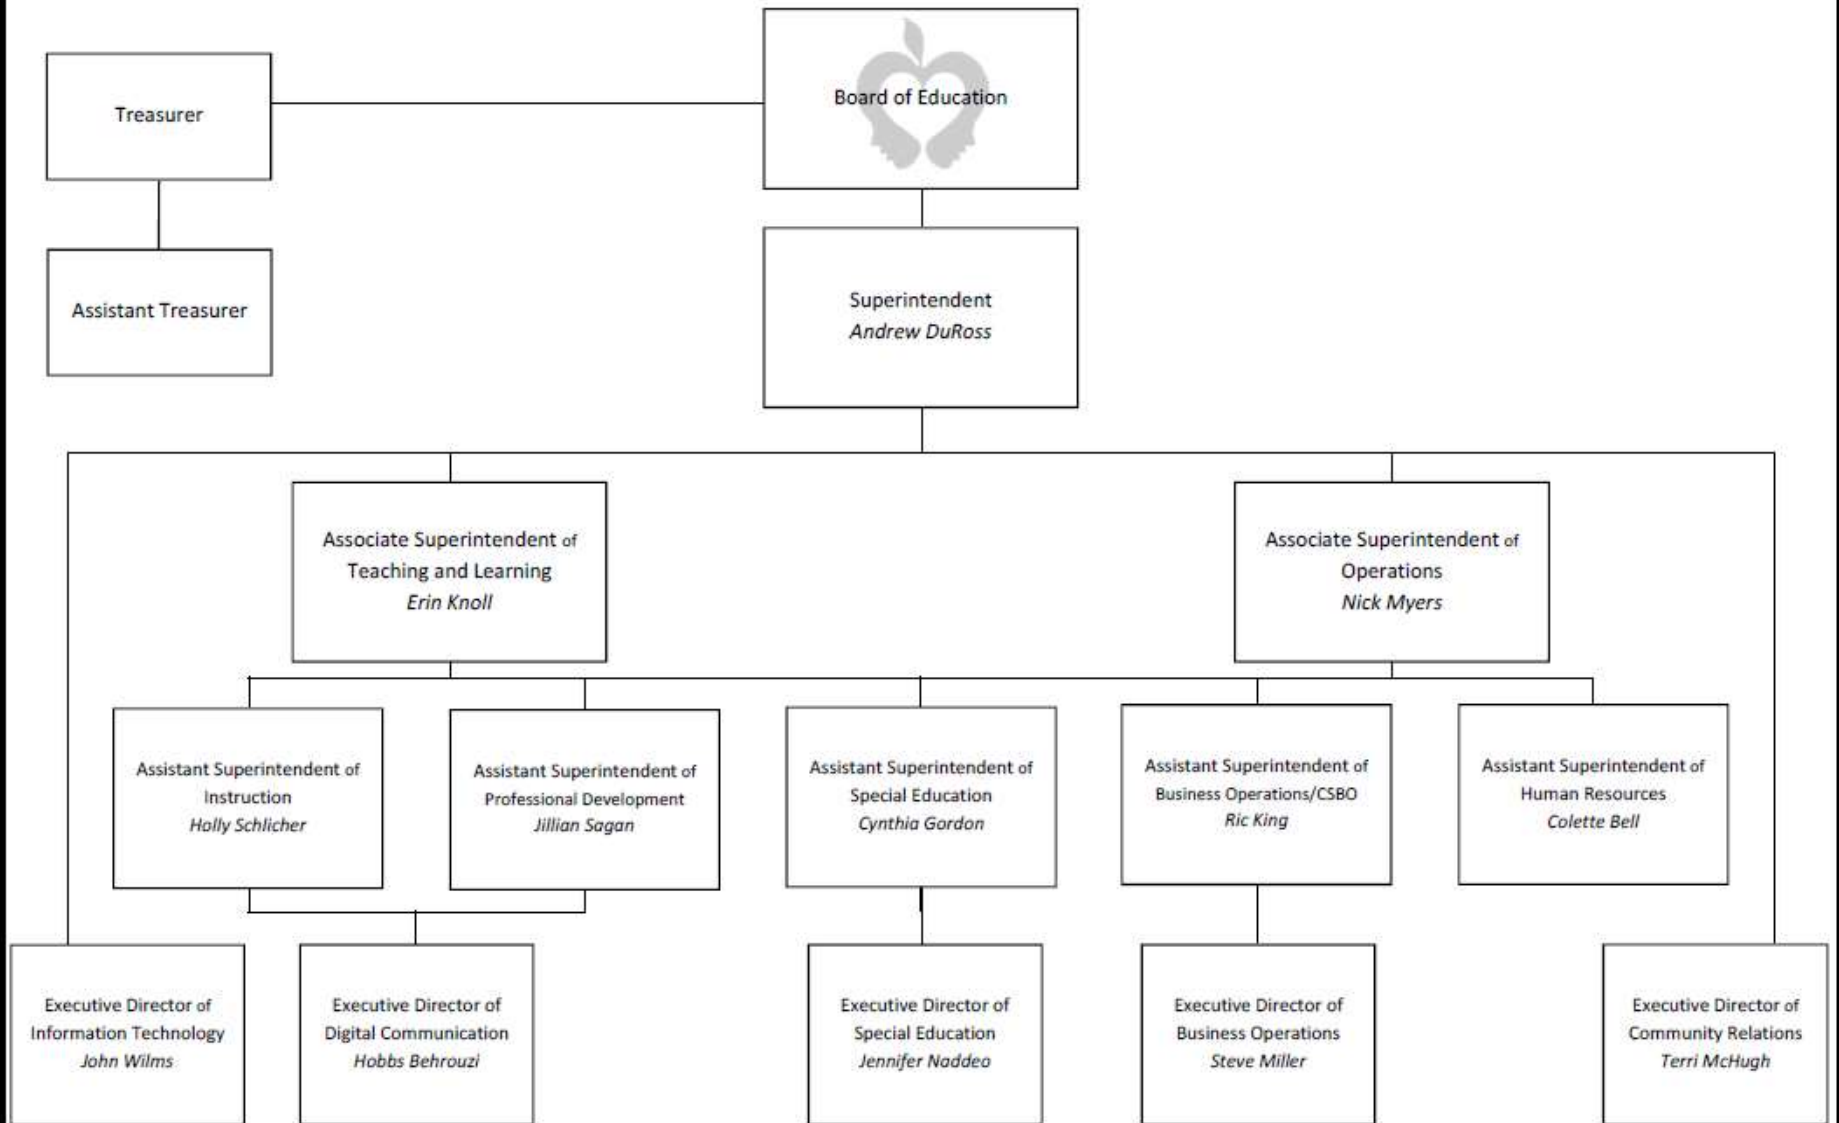 Board of Education
Treasurer
Assistant Treasurer
Superintendent
Andrew DuRoss
Associate Superintendent of
Teaching and Learning
Erin Knoll
Associate Superintendent of
Operations
Nick Myers
Assistant Superintendent of
Instruction
Holly Schlicher
Assistant Superintendent of
Professional Development
Jillian Sagan
Assistant Superintendent of
Special Education
Cynthia Gordon
Assistant Superintendent of
Business Operations/CSBO
Ric King
Assistant Superintendent of
Human Resources
Colette Bell
Executive Director of
Information Technology
John Wilms
Executive Director of
Digital Communication
Hobbs Behrouzi
Executive Director of
Special Education
Jennifer Naddeo
Executive Director of
Business Operations
Steve Miller
Executive Director of
Community Relations
Terri McHugh